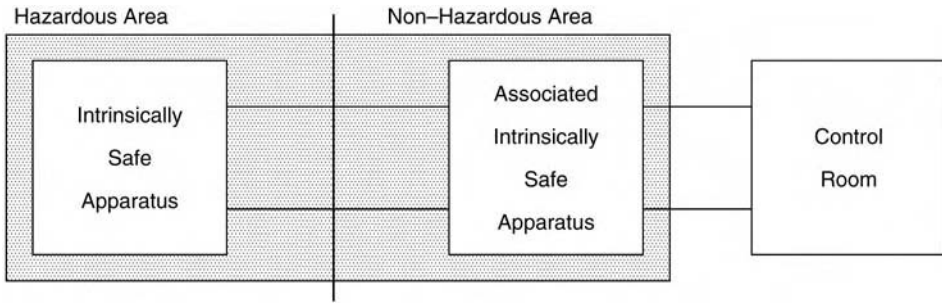 Hazardous Area
Non–Hazardous Area
Intrinsically
Safe
Apparatus
Associated
Intrinsically
Safe
Apparatus
Control
Room